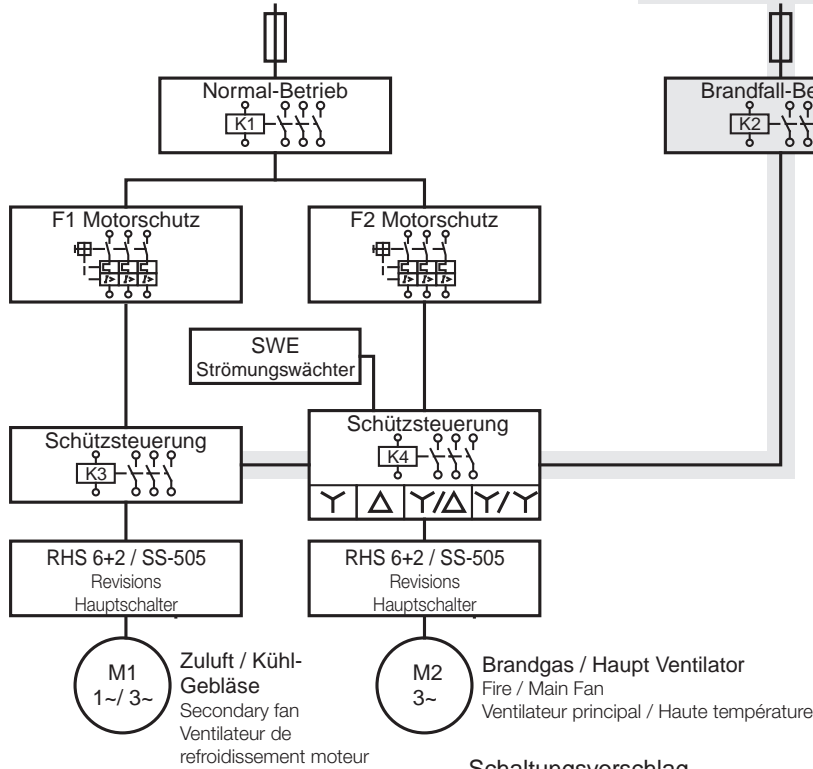 Normal-Betrieb
K1
Brandfall-Be
K2
F1 Motorschutz
I> I> I>
F2 Motorschutz
I> I> I>
SWE
Strömungswächter
Schützsteuerung
K3
Schützsteuerung
K4
RHS 6+2 / SS-505
Revisions
Hauptschalter
RHS 6+2 / SS-505
Revisions
Hauptschalter
M1
1~/ 3~
Zuluft / Kühl-
Gebläse
Secondary fan
Ventilateur de
refroidissement moteur
M2
3~
Brandgas / Haupt Ventilator
Fire / Main Fan
Ventilateur principal / Haute température
Schaltungsvorschlag